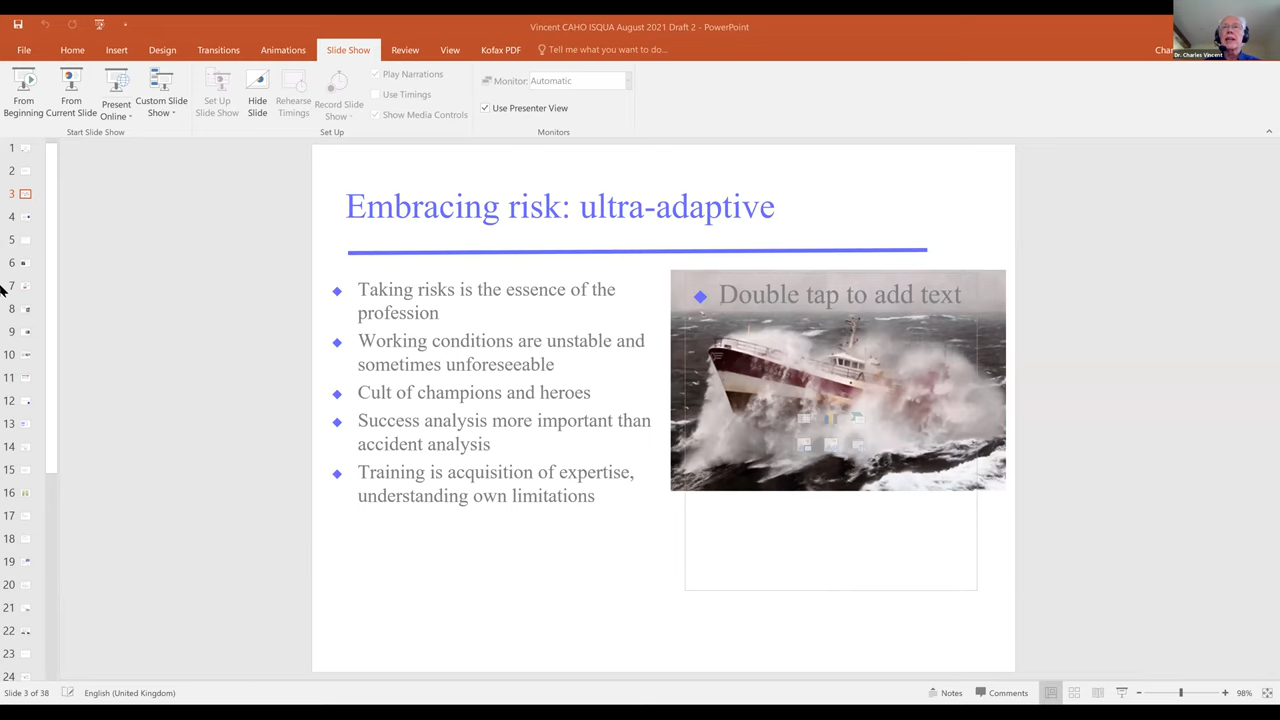 Vincent CAHO ISQUA August 2021 Draft 2 - PowerPoint
Dr. Charles Vincent
File Home Insert Design Transitions Animations Slide Show Review View Kofax PDF Tell me what you want to do...
From Beginning
From Current Slide
Present Online
Custom Slide Show
Set Up Slide Show
Hide Slide
Rehearse Timings
Record Slide Show
Play Narrations
Use Timings
Show Media Controls
Monitor: Automatic
Use Presenter View
Start Slide Show
Set Up
Monitors
1
2
3
4
5
6
7
8
9
10
11
12
13
14
15
16
17
18
19
20
21
22
23
24
Embracing risk: ultra-adaptive
Taking risks is the essence of the
profession
Working conditions are unstable and
sometimes unforeseeable
Cult of champions and heroes
Success analysis more important than
accident analysis
Training is acquisition of expertise,
understanding own limitations
Double tap to add text
Slide 3 of 38 English (United Kingdom) Notes Comments 98%